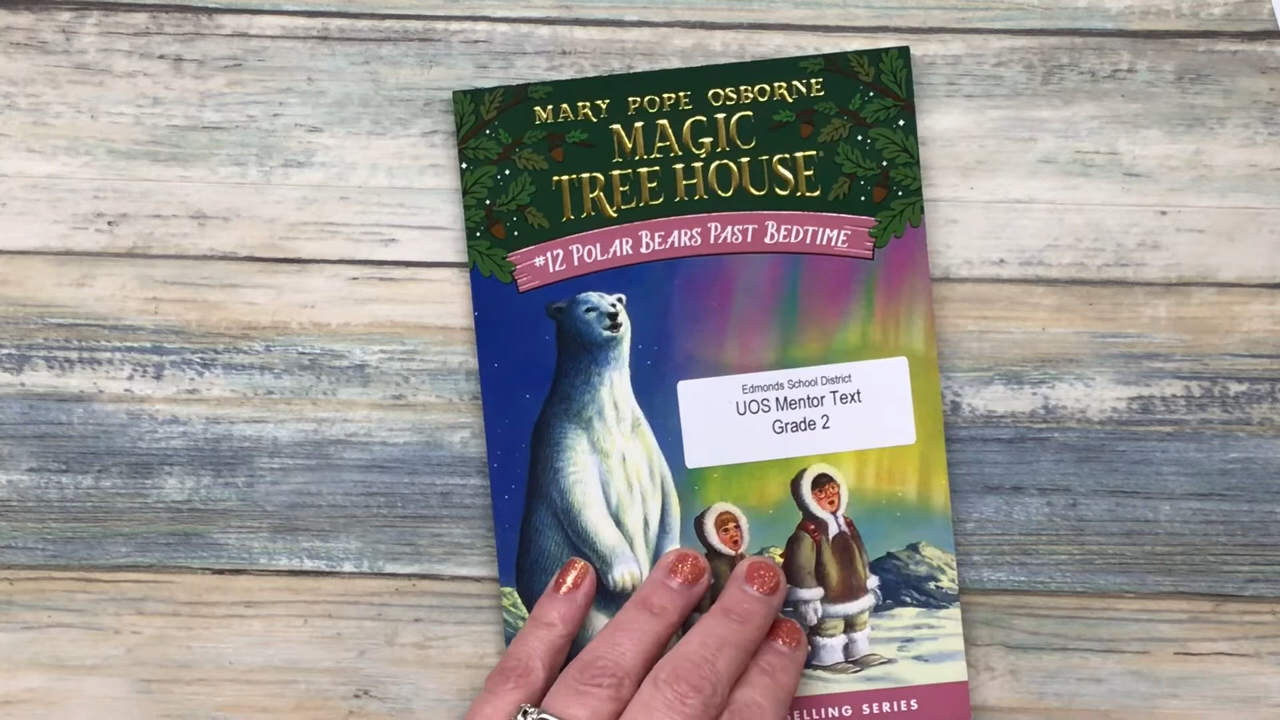 MARY POPE OSBORNE
MAGIC
TREE HOUSE
#12 POLAR BEARS PAST BEDTIME
Edmonds School District
UOS Mentor Text
Grade 2
SERIES